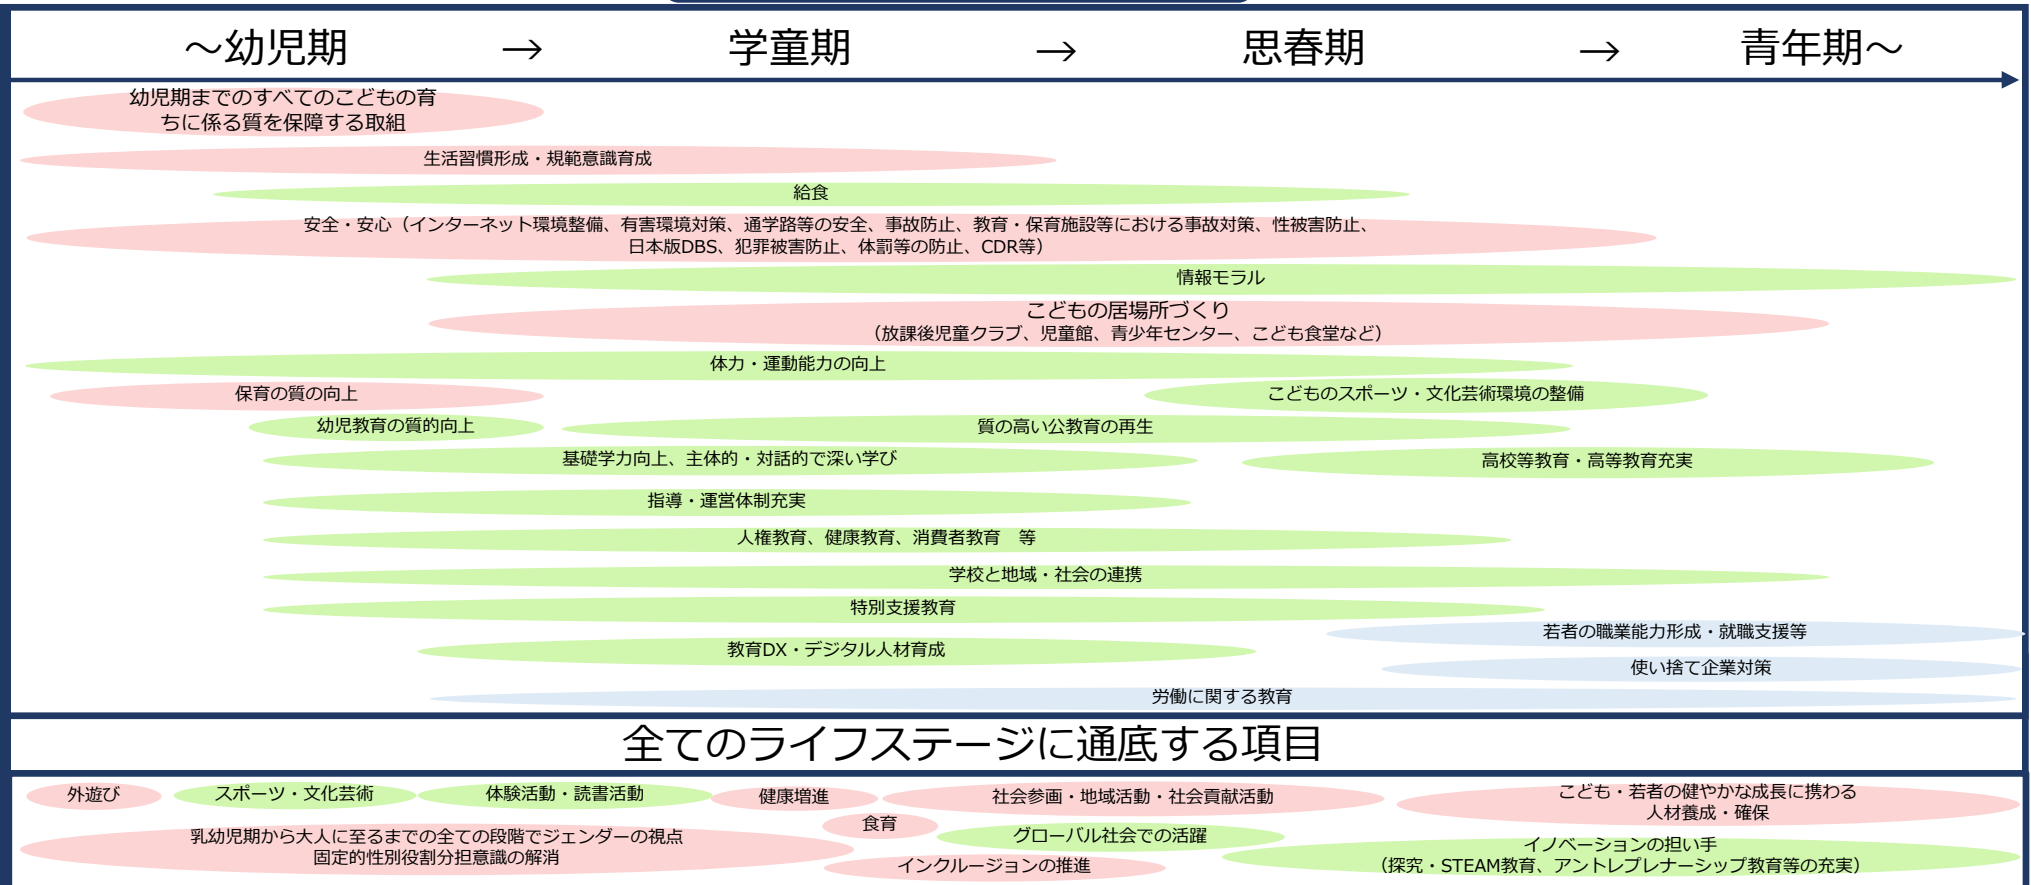 ～幼児期 → 学童期 → 思春期 → 青年期～
幼児期までのすべてのこどもの育
ちに係る質を保障する取組
生活習慣形成・規範意識育成
給食
安全・安心（インターネット環境整備、有害環境対策、通学路等の安全、事故防止、教育・保育施設等における事故対策、性被害防止、
日本版DBS、犯罪被害防止、体罰等の防止、CDR等）
情報モラル
こどもの居場所づくり
（放課後児童クラブ、児童館、青少年センター、こども食堂など）
体力・運動能力の向上
保育の質の向上
こどものスポーツ・文化芸術環境の整備
幼児教育の質的向上
質の高い公教育の再生
基礎学力向上、主体的・対話的で深い学び
高校等教育・高等教育充実
指導・運営体制充実
人権教育、健康教育、消費者教育　等
学校と地域・社会の連携
特別支援教育
若者の職業能力形成・就職支援等
教育DX・デジタル人材育成
使い捨て企業対策
労働に関する教育
全てのライフステージに通底する項目
外遊び
スポーツ・文化芸術
体験活動・読書活動
健康増進
社会参画・地域活動・社会貢献活動
こども・若者の健やかな成長に携わる
人材養成・確保
食育
乳幼児期から大人に至るまでの全ての段階でジェンダーの視点
固定的性別役割分担意識の解消
グローバル社会での活躍
インクルージョンの推進
イノベーションの担い手
（探究・STEAM教育、アントレプレナーシップ教育等の充実）